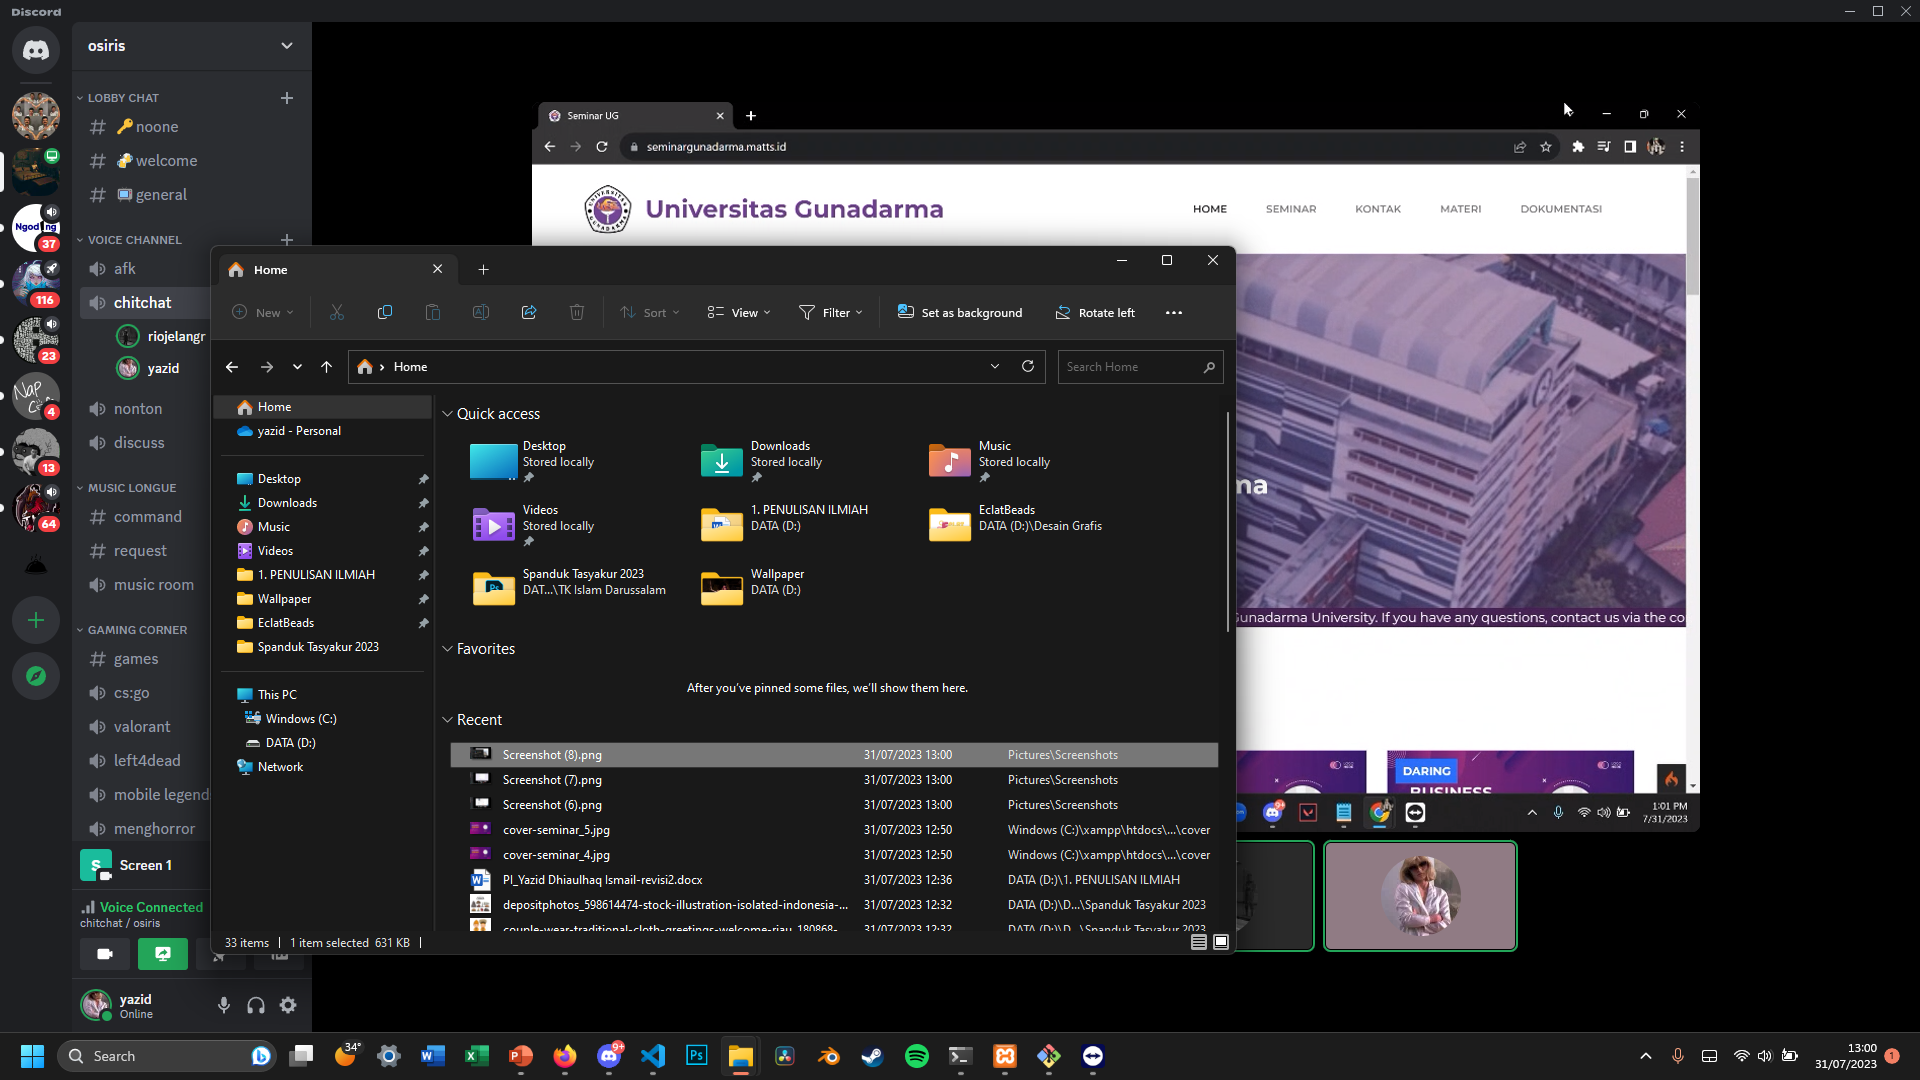 Discord
osiris
LOBBY CHAT
noone
welcome
general
VOICE CHANNEL
afk
chitchat
riojelangr
yazid
nonton
discuss
MUSIC LONGUE
command
request
music room
GAMING CORNER
games
cs:go
valorant
left4dead
mobile legend
menghorror
S
Screen 1
Voice Connected
chitchat / osiris
yazid
Online
37
116
23
NAP
4
13
64
Seminar UG
seminargunadarma.matts.id
Universitas Gunadarma
HOME
SEMINAR
KONTAK
MATERI
DOKUMENTASI
ma
Gunadarma University. If you have any questions, contact us via the co
DARING
BUSINESS
9+
1:01 PM
7/31/2023
Home
New
Sort
View
Filter
Set as background
Rotate left
Home
Search Home
Home
yazid - Personal
Desktop
Downloads
Music
Videos
1. PENULISAN ILMIAH
Wallpaper
EclatBeads
Spanduk Tasyakur 2023
This PC
Windows (C:)
DATA (D:)
Network
Quick access
Desktop
Stored locally
Downloads
Stored locally
Music
Stored locally
Videos
Stored locally
1. PENULISAN ILMIAH
DATA (D:)
EclatBeads
DATA (D:)\Desain Grafis
Spanduk Tasyakur 2023
DAT...\TK Islam Darussalam
Wallpaper
DATA (D:)
Favorites
After you've pinned some files, we'll show them here.
Recent
Screenshot (8).png 31/07/2023 13:00 Pictures\Screenshots
Screenshot (7).png 31/07/2023 13:00 Pictures\Screenshots
Screenshot (6).png 31/07/2023 13:00 Pictures\Screenshots
cover-seminar_5.jpg 31/07/2023 12:50 Windows (C:)\xampp\htdocs\...\cover
cover-seminar_4.jpg 31/07/2023 12:50 Windows (C:)\xampp\htdocs\...\cover
PI_Yazid Dhiaulhaq Ismail-revisi2.docx 31/07/2023 12:36 DATA (D:)\1. PENULISAN ILMIAH
depositphotos_598614474-stock-illustration-isolated-indonesia-... 31/07/2023 12:32 DATA (D:)\D...\Spanduk Tasyakur 2023
couple-wear-traditional-cloth-greetings-welcome-riau_180868-... 31/07/2023 12:32 DATA (D:)\D...\Spanduk Tasyakur 2023
33 items
1 item selected 631 KB
Search
34°
9+
Ps
13:00
31/07/2023
1